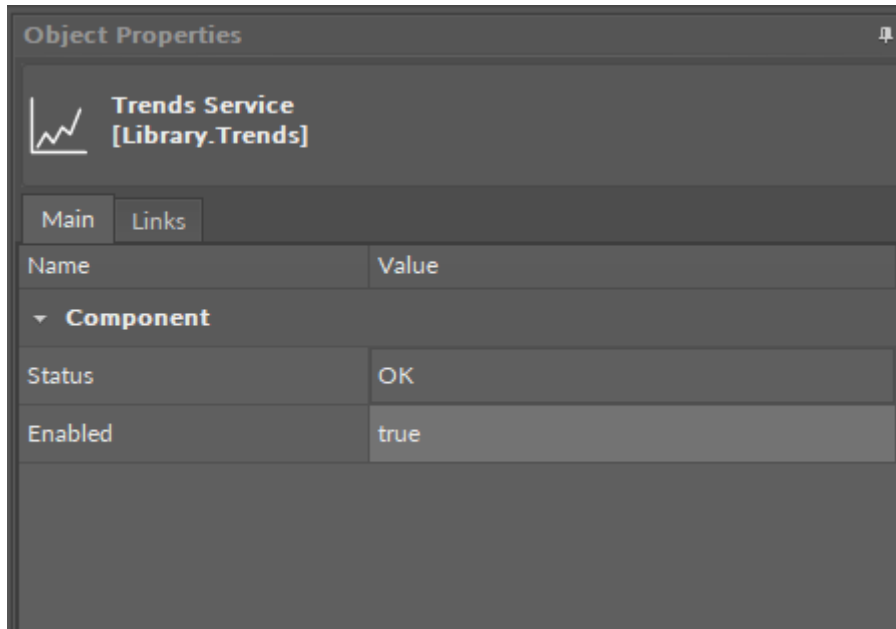 Object Properties
Trends Service
[Library.Trends]
Main Links
Name Value
Component
Status OK
Enabled true